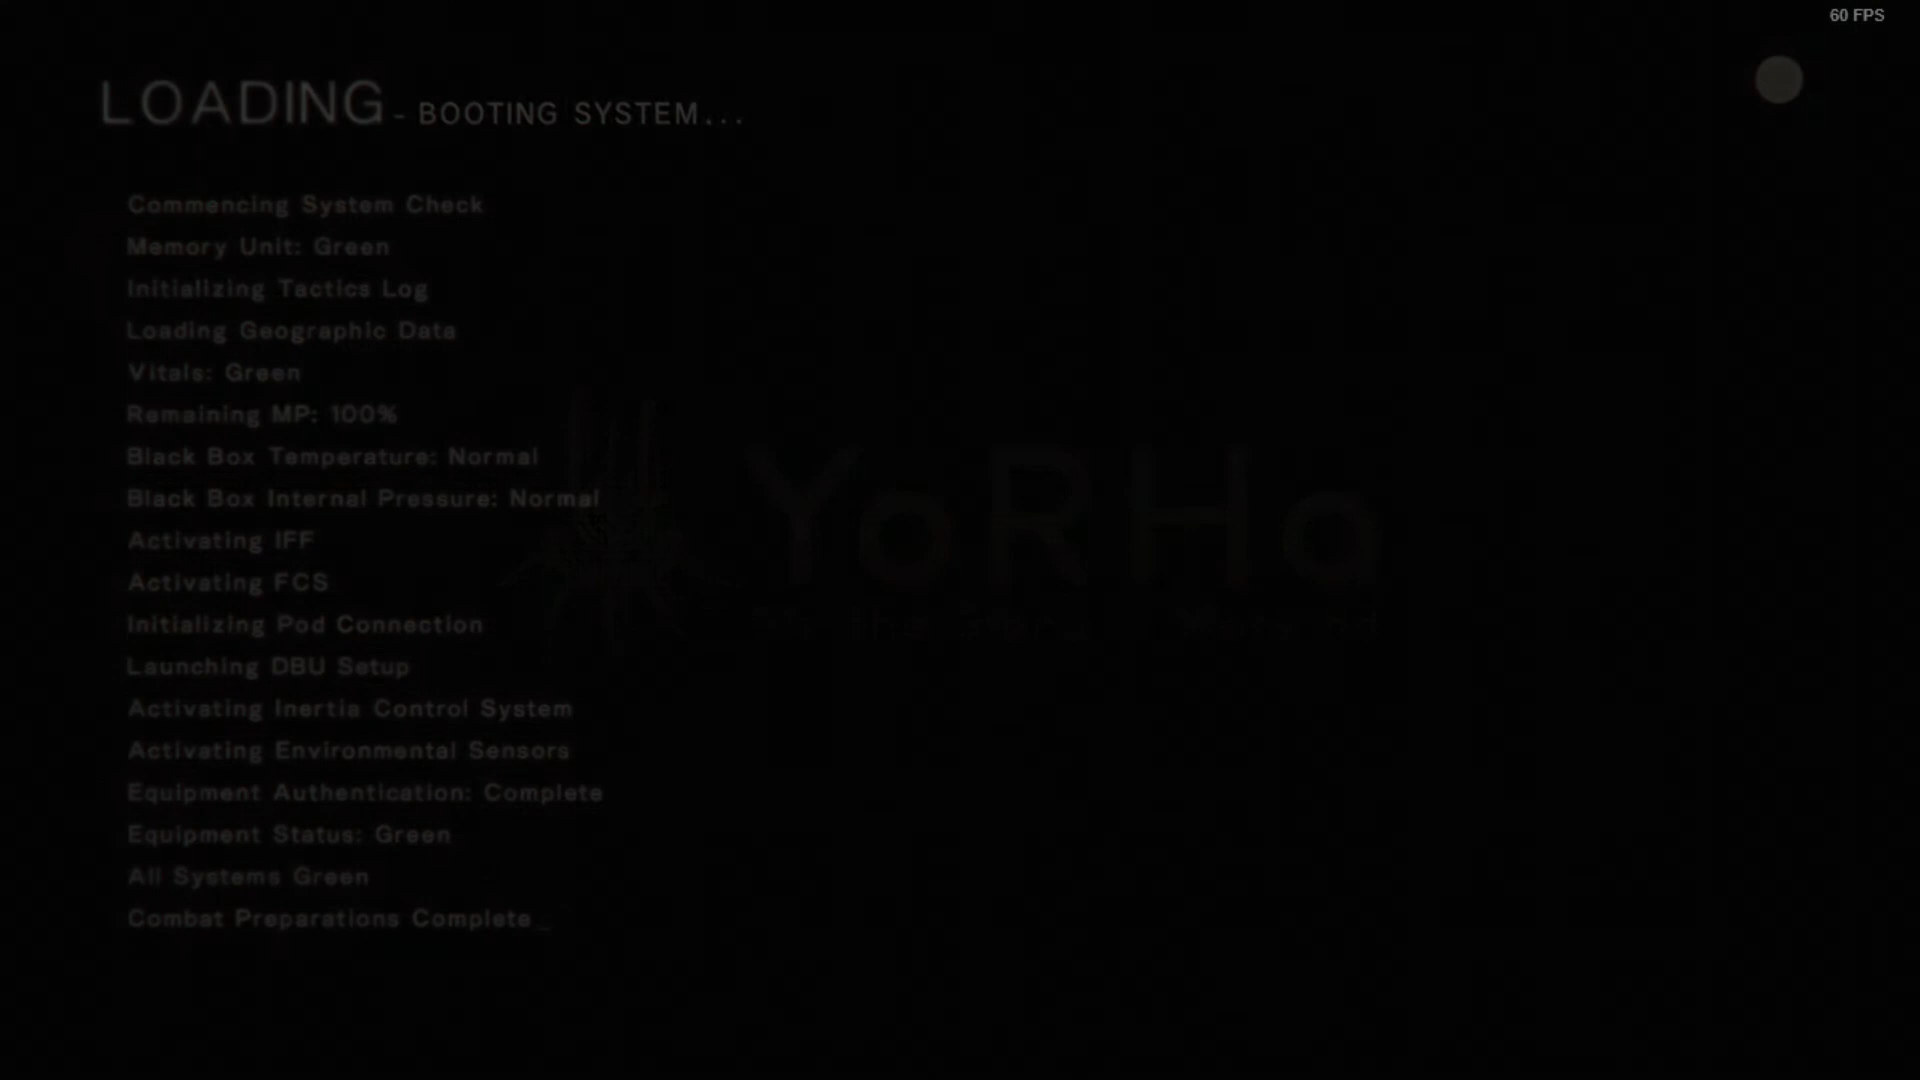 60 FPS
LOADING - BOOTING SYSTEM...
Commencing System Check
Memory Unit: Green
Initializing Tactics Log
Loading Geographic Data
Vitals: Green
Remaining MP: 100%
Black Box Temperature: Normal
Black Box Internal Pressure: Normal
Activating IFF
Activating FCS
Initializing Pod Connection
Launching DBU Setup
Activating Inertia Control System
Activating Environmental Sensors
Equipment Authentication: Complete
Equipment Status: Green
All Systems Green
Combat Preparations Complete_
YoRHa